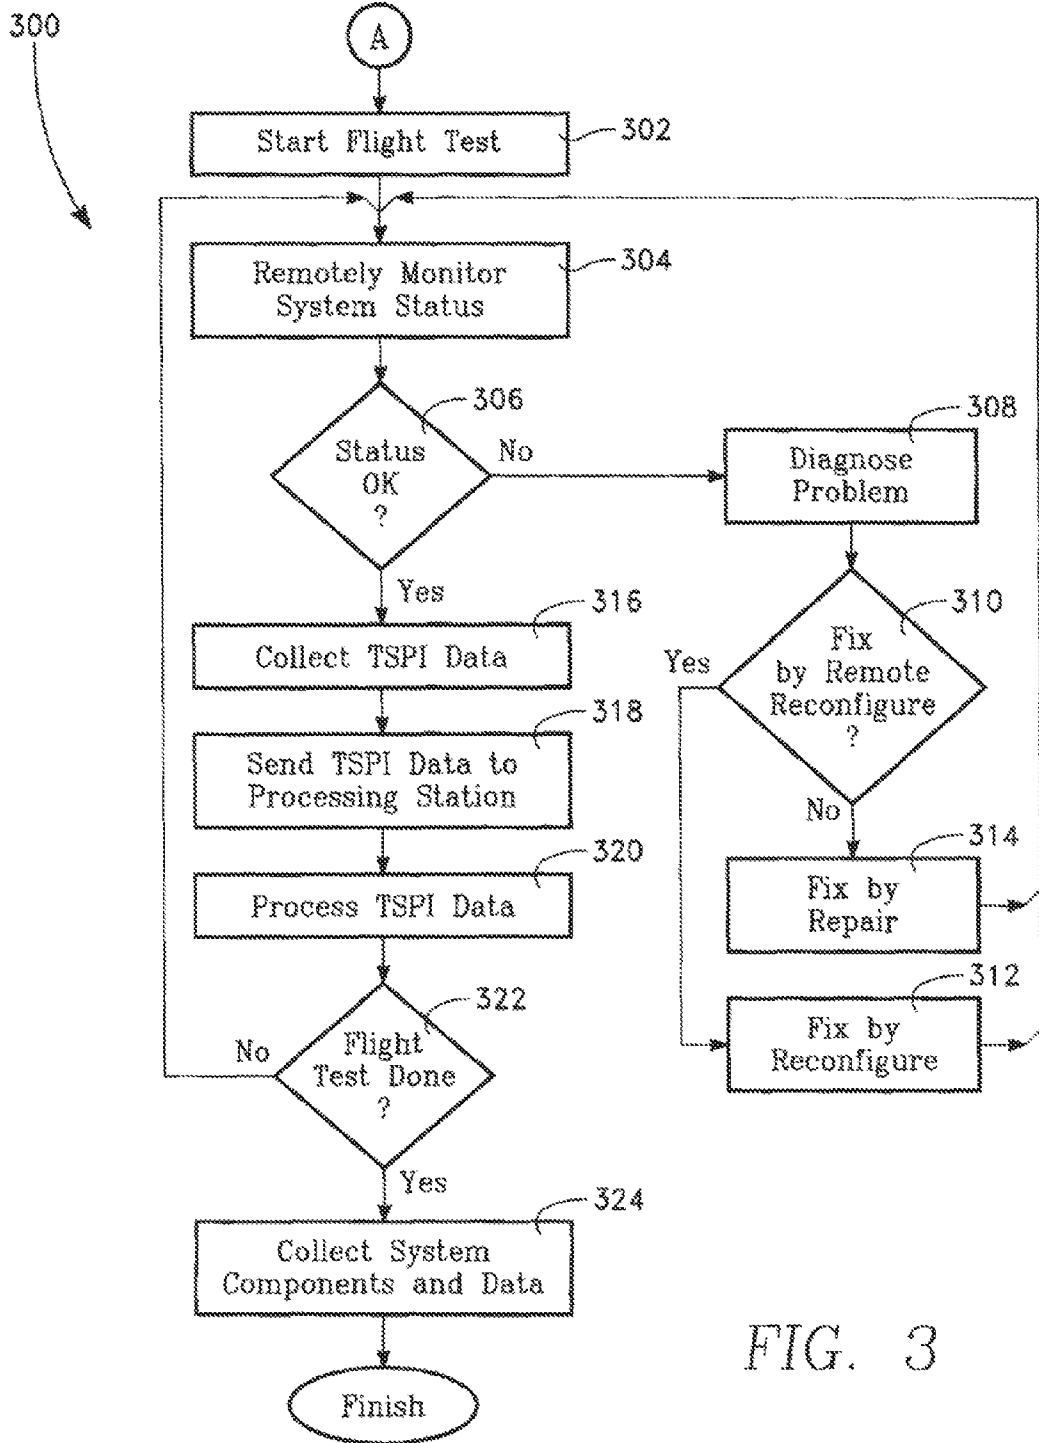 300
A
Start Flight Test
302
Remotely Monitor
System Status
304
Status
OK
?
306
No
Yes
Diagnose
Problem
308
Fix
by Remote
Reconfigure
?
310
Yes
No
Fix by
Repair
314
Fix by
Reconfigure
312
Collect TSPI Data
316
Send TSPI Data to
Processing Station
318
Process TSPI Data
320
Flight
Test Done
?
322
No
Yes
Collect System
Components and Data
324
Finish
FIG. 3